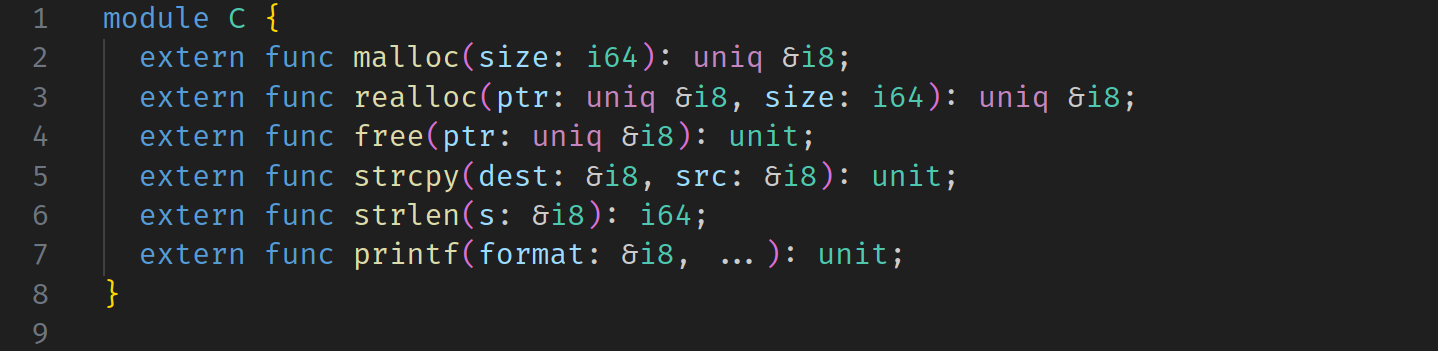 1 module C {
2   extern func malloc(size: i64): uniq &i8;
3   extern func realloc(ptr: uniq &i8, size: i64): uniq &i8;
4   extern func free(ptr: uniq &i8): unit;
5   extern func strcpy(dest: &i8, src: &i8): unit;
6   extern func strlen(s: &i8): i64;
7   extern func printf(format: &i8, ...): unit;
8 }
9